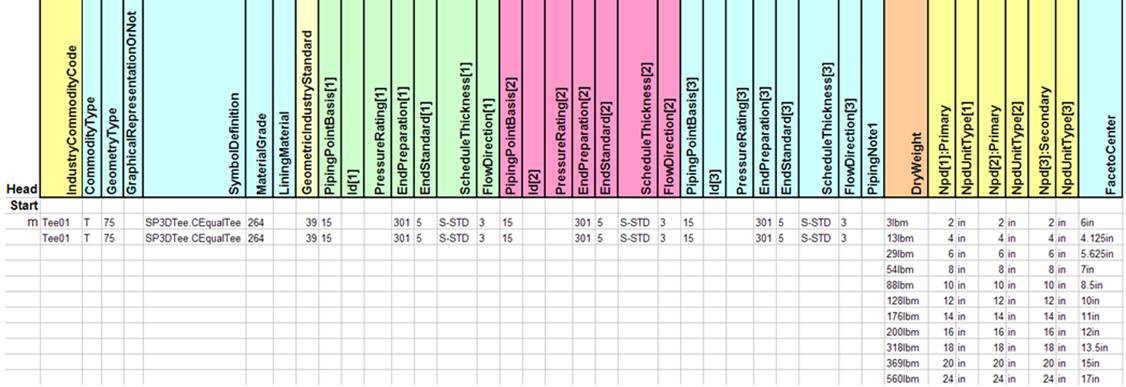 Head IndustryCommodityCode CommodityType GeometryType GraphicalRepresentationOrNot SymbolDefinition MaterialGrade LiningMaterial GeometricIndustryStandard PipingPointBasis[1] Id[1] PressureRating[1] EndPreparation[1] EndStandard[1] ScheduleThickness[1] FlowDirection[1] PipingPointBasis[2] Id[2] PressureRating[2] EndPreparation[2] EndStandard[2] ScheduleThickness[2] FlowDirection[2] PipingPointBasis[3] Id[3] PressureRating[3] EndPreparation[3] EndStandard[3] ScheduleThickness[3] FlowDirection[3] PipingNote1 DryWeight Npd[1]:Primary NpdUnitType[1] Npd[2]:Primary NpdUnitType[2] Npd[3]:Secondary NpdUnitType[3] FacetoCenter
Start
m Tee01 T 75 SP3DTee.CEqualTee 264 39 15 301 5 S-STD 3 15 301 5 S-STD 3 15 301 5 S-STD 3 3lbm 2 in 2 in 2 in 6in
Tee01 T 75 SP3DTee.CEqualTee 264 39 15 301 5 S-STD 3 15 301 5 S-STD 3 15 301 5 S-STD 3 13lbm 4 in 4 in 4 in 4.125in
29lbm 6 in 6 in 6 in 5.625in
54lbm 8 in 8 in 8 in 7in
88lbm 10 in 10 in 10 in 8.5in
128lbm 12 in 12 in 12 in 10in
176lbm 14 in 14 in 14 in 11in
200lbm 16 in 16 in 16 in 12in
318lbm 18 in 18 in 18 in 13.5in
369lbm 20 in 20 in 20 in 15in
560lbm 24 in 24 in 24 in 17in